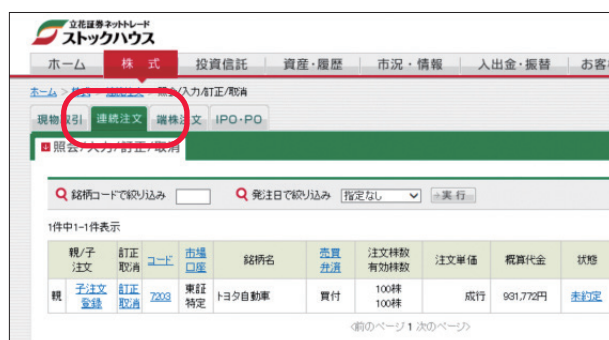 立花証券ネットトレード
ストックハウス
ホーム 株 式 投資信託 資産・履歴 市況・情報 入出金・振替 お客
ホーム > 照会/入力/訂正/取消
現物取引 連続注文 端株注文 IPO・PO
照会/入力/訂正/取消
銘柄コードで絞り込み 発注日で絞り込み 指定なし 実行
1件中1-1件表示
親/子注文 訂正取消 コード 市場口座 銘柄名 売買弁済 注文株数有効株数 注文単価 概算代金 状態
親 子注文登録 訂正取消 7203 東証特定 トヨタ自動車 買付 100株100株 成行 931,772円 未約定
<前のページ 1 次のページ>